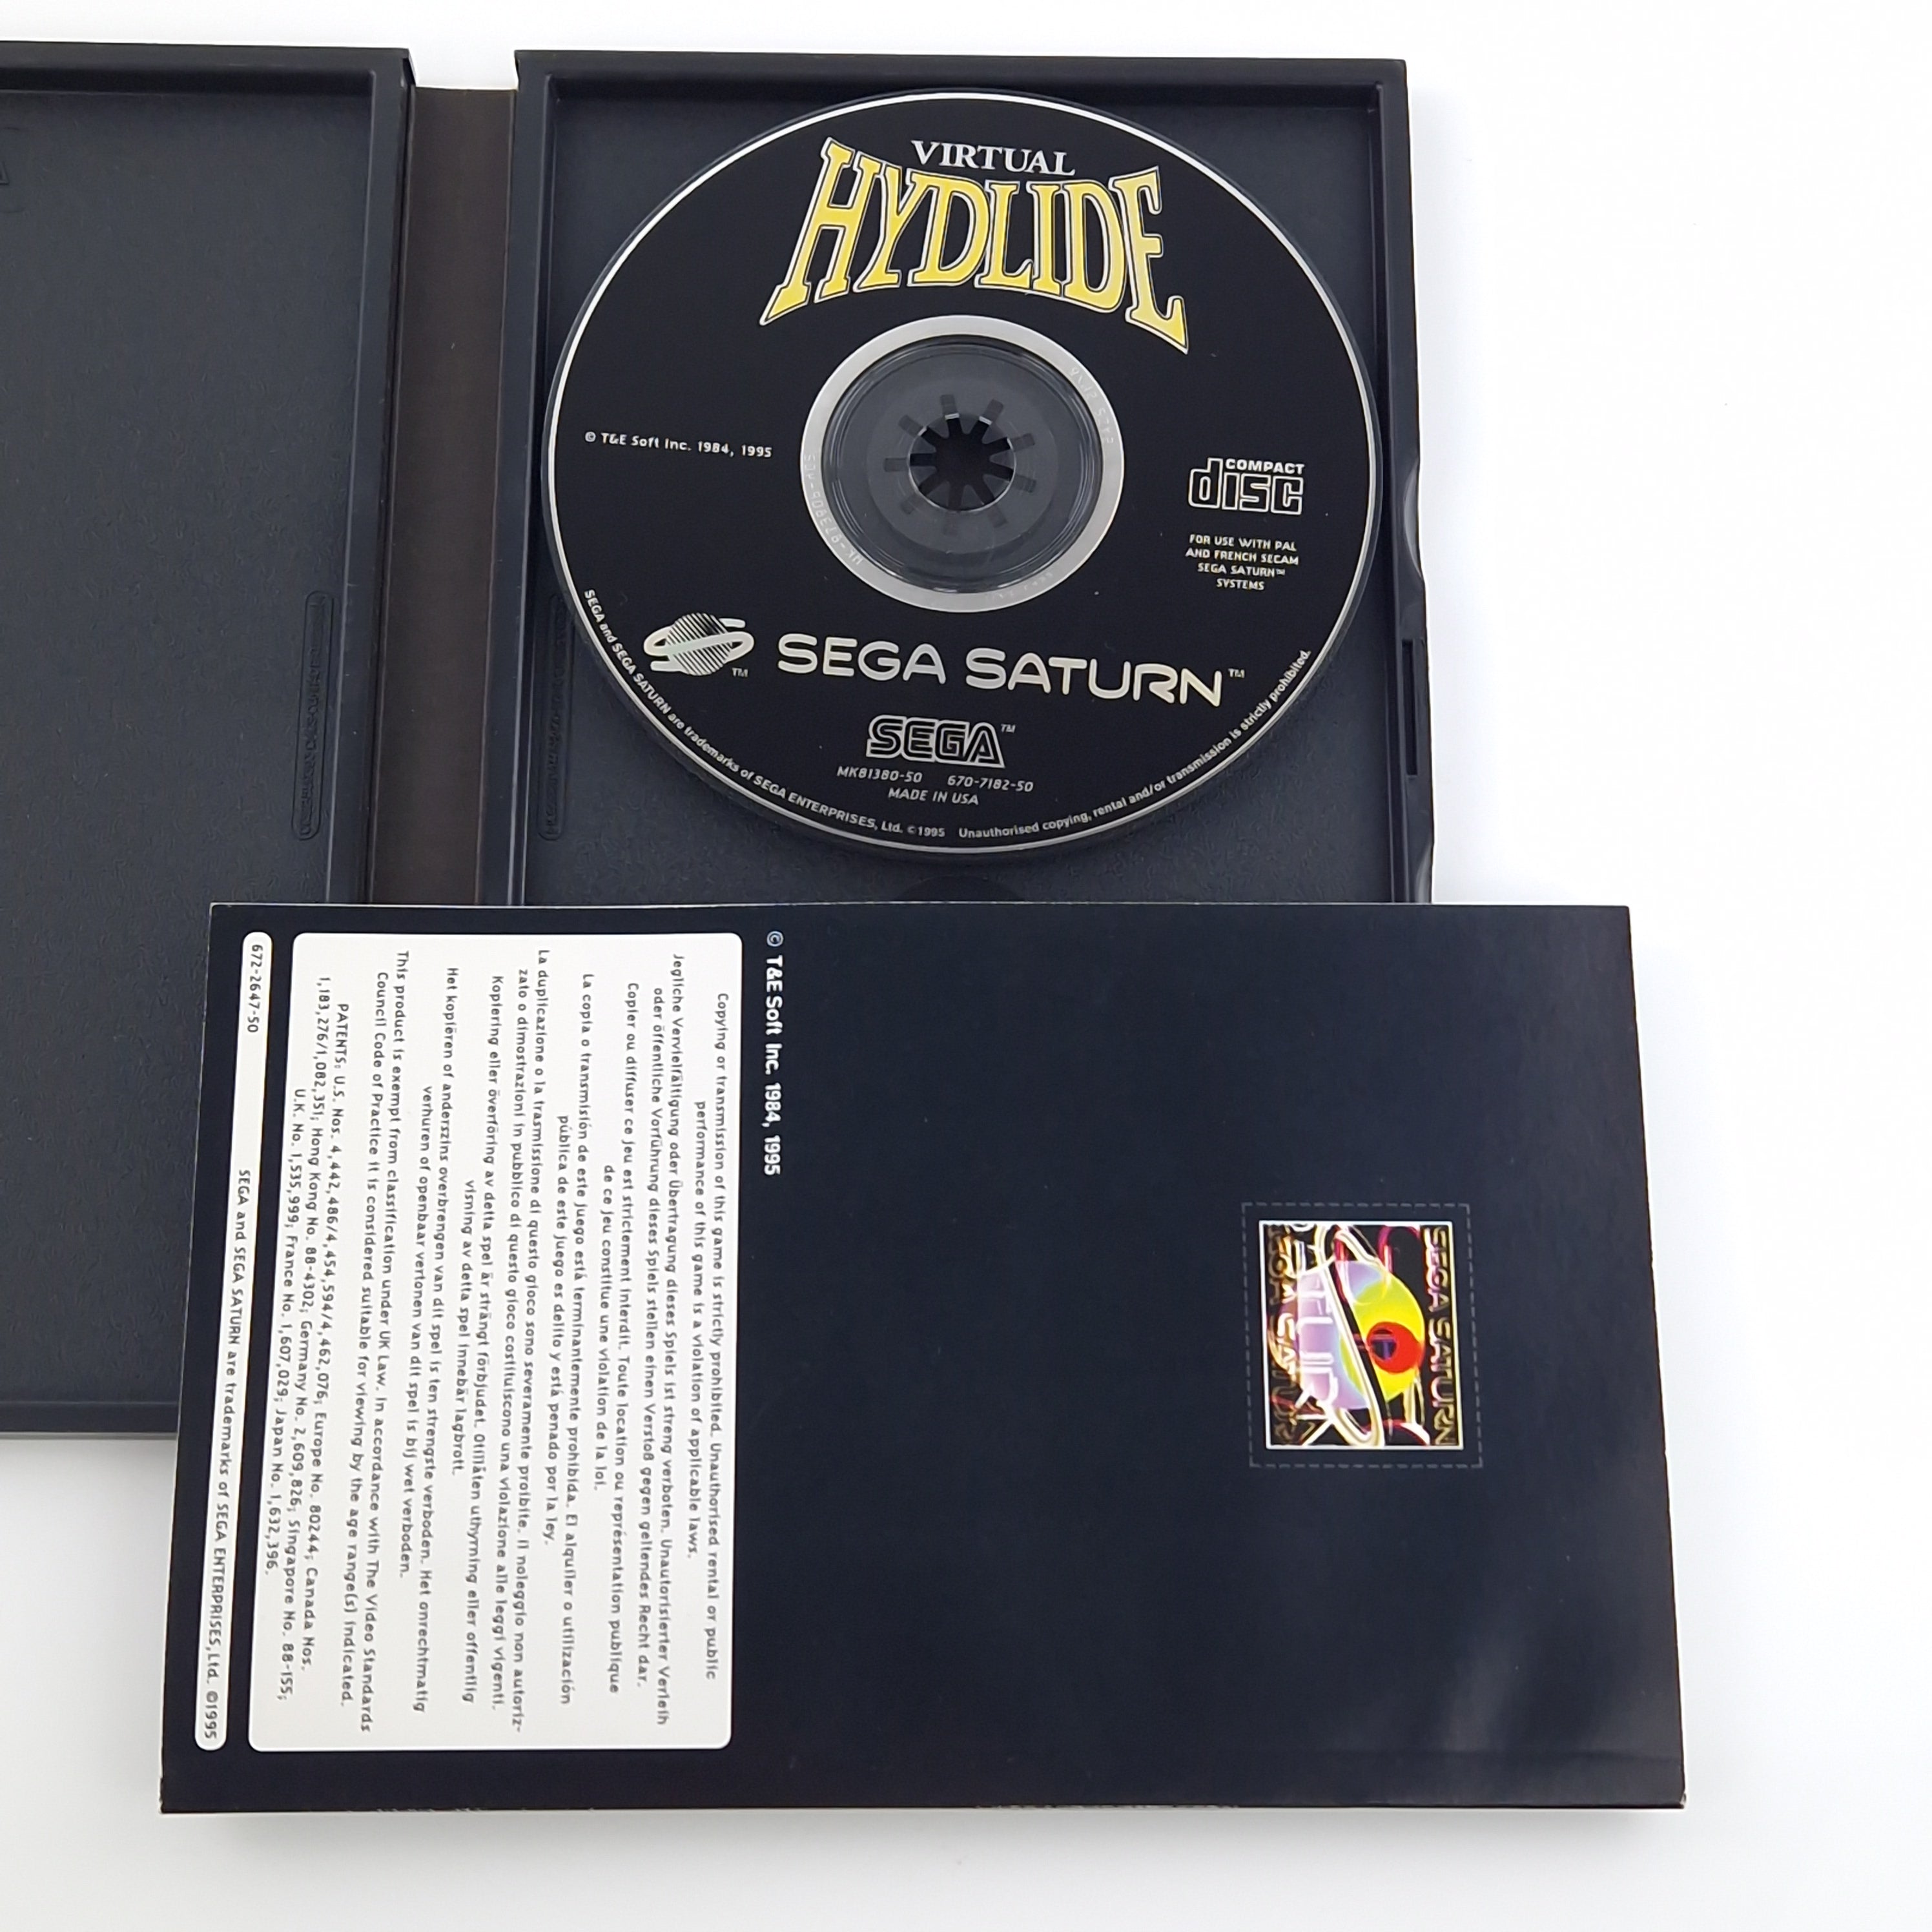 VIRTUAL
HYDLIDE
© T&E Soft Inc. 1984, 1995
COMPACT
disc
FOR USE WITH PAL
AND FRENCH SECAM
SEGA SATURN™
SYSTEMS
™ SEGA SATURN™
SEGA™
MK81380-50 670-7182-50
MADE IN USA
SEGA and SEGA SATURN are trademarks of SEGA ENTERPRISES, Ltd. ©1995 Unauthorised copying, rental and/or transmission is strictly prohibited.
SEGA SATURN
© T&E Soft Inc. 1984, 1995
Copying or transmission of this game is strictly prohibited. Unauthorised rental or public
performance of this game is a violation of applicable laws.
Jegliche Vervielfältigung oder Übertragung dieses Spiels ist streng verboten. Unautorisierter Verleih
oder öffentliche Vorführung dieses Spiels stellen einen Verstoß gegen geltendes Recht dar.
Copier ou diffuser ce jeu est strictement interdit. Toute location ou représentation publique
de ce jeu constitue une violation de la loi.
La copia o transmisión de este juego está terminantemente prohibida. El alquiler o utilización
pública de este juego es delito y está penado por la ley.
La duplicazione o la trasmissione di questo gioco sono severamente proibite. Il noleggio non autoriz-
zato o dimostrazioni in pubblico di questo gioco costituiscono una violazione alle leggi vigenti.
Kopiering eller överföring av detta spel är strängt förbjudet. Otillåten uthyrning eller offentlig
visning av detta spel innebär lagbrott.
Het kopiëren of anderszins overbrengen van dit spel is ten strengste verboden. Het onrechtmatig
verhuren of openbaar vertonen van dit spel is bij wet verboden.
This product is exempt from classification under UK Law. In accordance with The Video Standards
Council Code of Practice it is considered suitable for viewing by the age range(s) indicated.
PATENTS: U.S. Nos. 4,442,486/4,454,594/4,462,076; Europe No. 80244; Canada Nos.
1,183,276/1,082,351; Hong Kong No. 88-4302; Germany No. 2,609,826; Singapore No. 88-155;
U.K. No. 1,535,999; France No. 1,607,029; Japan No. 1,632,396.
672-2647-50 SEGA and SEGA SATURN are trademarks of SEGA ENTERPRISES,Ltd. ©1995